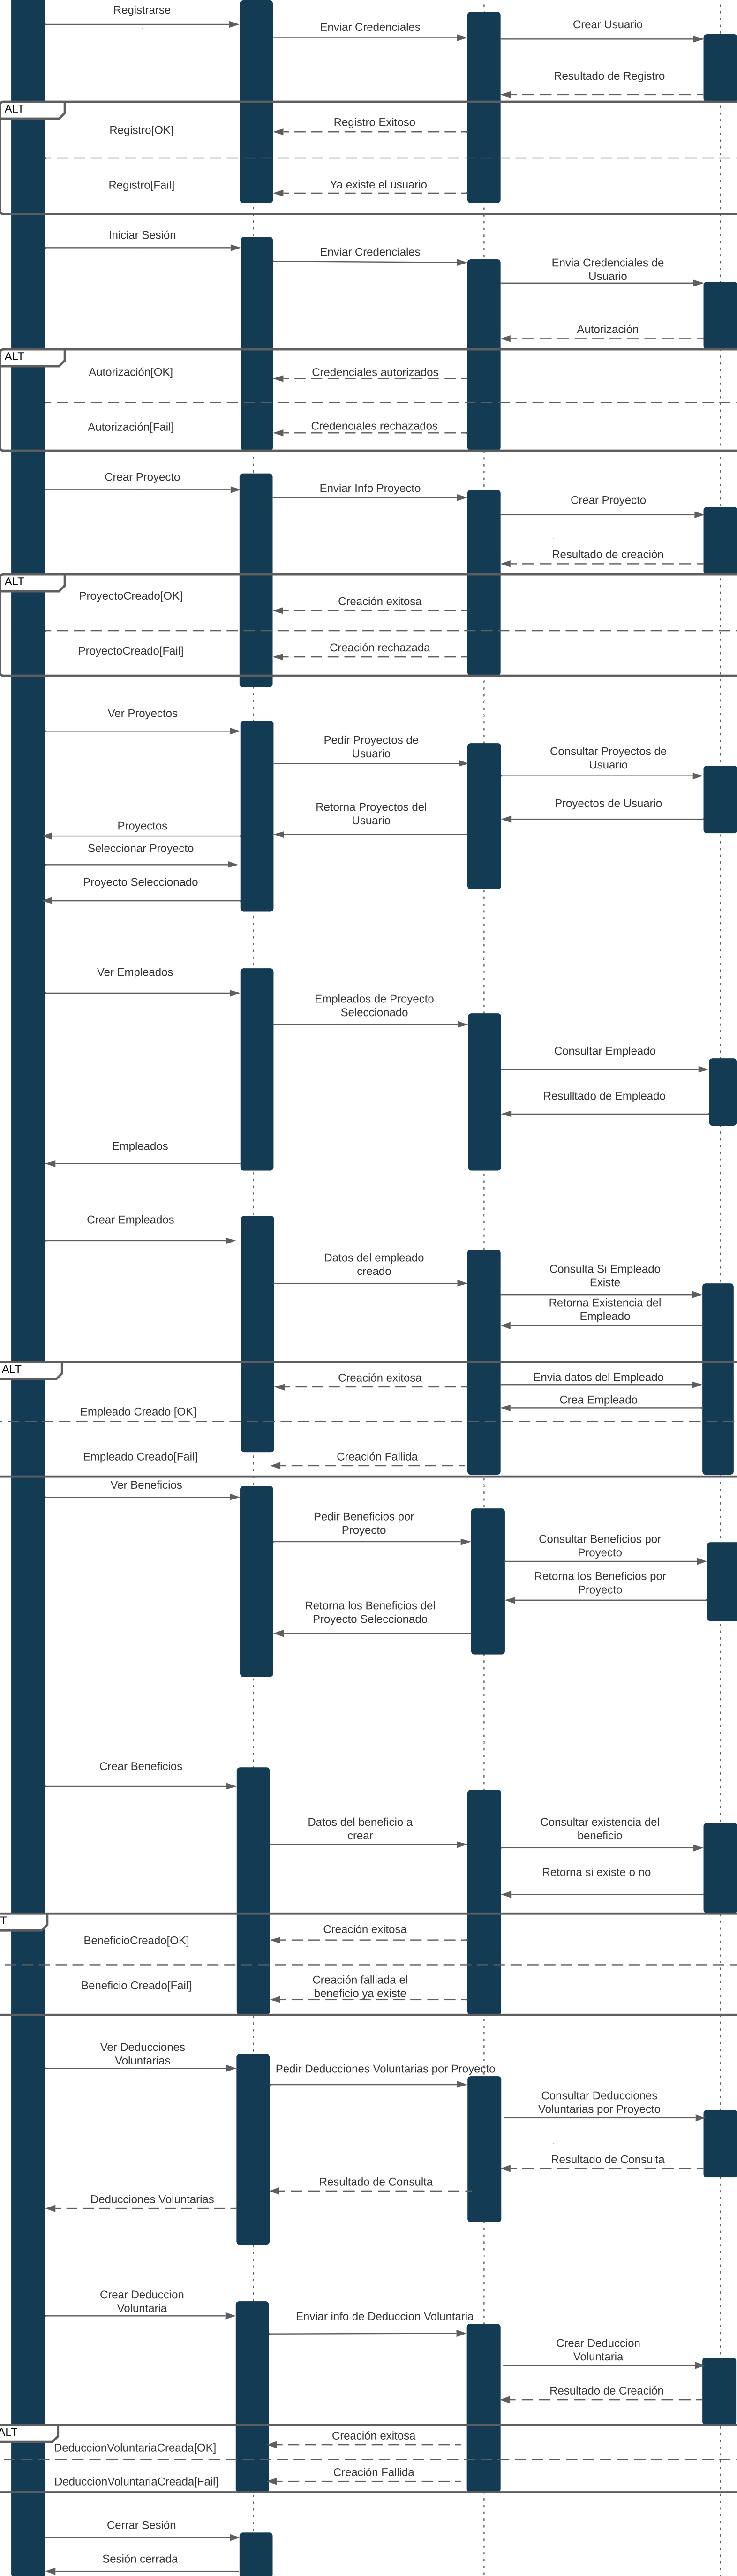 Registrarse
Enviar Credenciales
Crear Usuario
Resultado de Registro
ALT
Registro Exitoso
Registro[OK]
Registro[Fail]
Ya existe el usuario
Iniciar Sesión
Enviar Credenciales
Envia Credenciales de
Usuario
Autorización
ALT
Autorización[OK]
Credenciales autorizados
Autorización[Fail]
Credenciales rechazados
Crear Proyecto
Enviar Info Proyecto
Crear Proyecto
Resultado de creación
ALT
ProyectoCreado[OK]
Creación exitosa
ProyectoCreado[Fail]
Creación rechazada
Ver Proyectos
Pedir Proyectos de
Usuario
Consultar Proyectos de
Usuario
Proyectos de Usuario
Retorna Proyectos del
Usuario
Proyectos
Seleccionar Proyecto
Proyecto Seleccionado
Ver Empleados
Empleados de Proyecto
Seleccionado
Consultar Empleado
Resulltado de Empleado
Empleados
Crear Empleados
Datos del empleado
creado
Consulta Si Empleado
Existe
Retorna Existencia del
Empleado
ALT
Creación exitosa
Envia datos del Empleado
Crea Empleado
Empleado Creado [OK]
Empleado Creado[Fail]
Creación Fallida
Ver Beneficios
Pedir Beneficios por
Proyecto
Consultar Beneficios por
Proyecto
Retorna los Beneficios por
Proyecto
Retorna los Beneficios del
Proyecto Seleccionado
Crear Beneficios
Datos del beneficio a
crear
Consultar existencia del
beneficio
Retorna si existe o no
LT
Creación exitosa
BeneficioCreado[OK]
Beneficio Creado[Fail]
Creación falliada el
beneficio ya existe
Ver Deducciones
Voluntarias
Pedir Deducciones Voluntarias por Proyecto
Consultar Deducciones
Voluntarias por Proyecto
Resultado de Consulta
Resultado de Consulta
Deducciones Voluntarias
Crear Deduccion
Voluntaria
Enviar info de Deduccion Voluntaria
Crear Deduccion
Voluntaria
Resultado de Creación
ALT
Creación exitosa
DeduccionVoluntariaCreada[OK]
Creación Fallida
DeduccionVoluntariaCreada[Fail]
Cerrar Sesión
Sesión cerrada